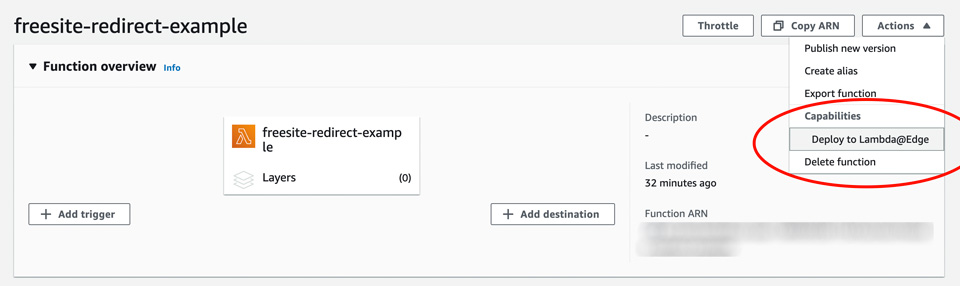 freesite-redirect-example
Throttle
Copy ARN
Actions
Publish new version
Create alias
Export function
Capabilities
Deploy to Lambda@Edge
Delete function
Function overview Info
freesite-redirect-examp
le
Layers (0)
Add trigger
Add destination
Description
-
Last modified
32 minutes ago
Function ARN